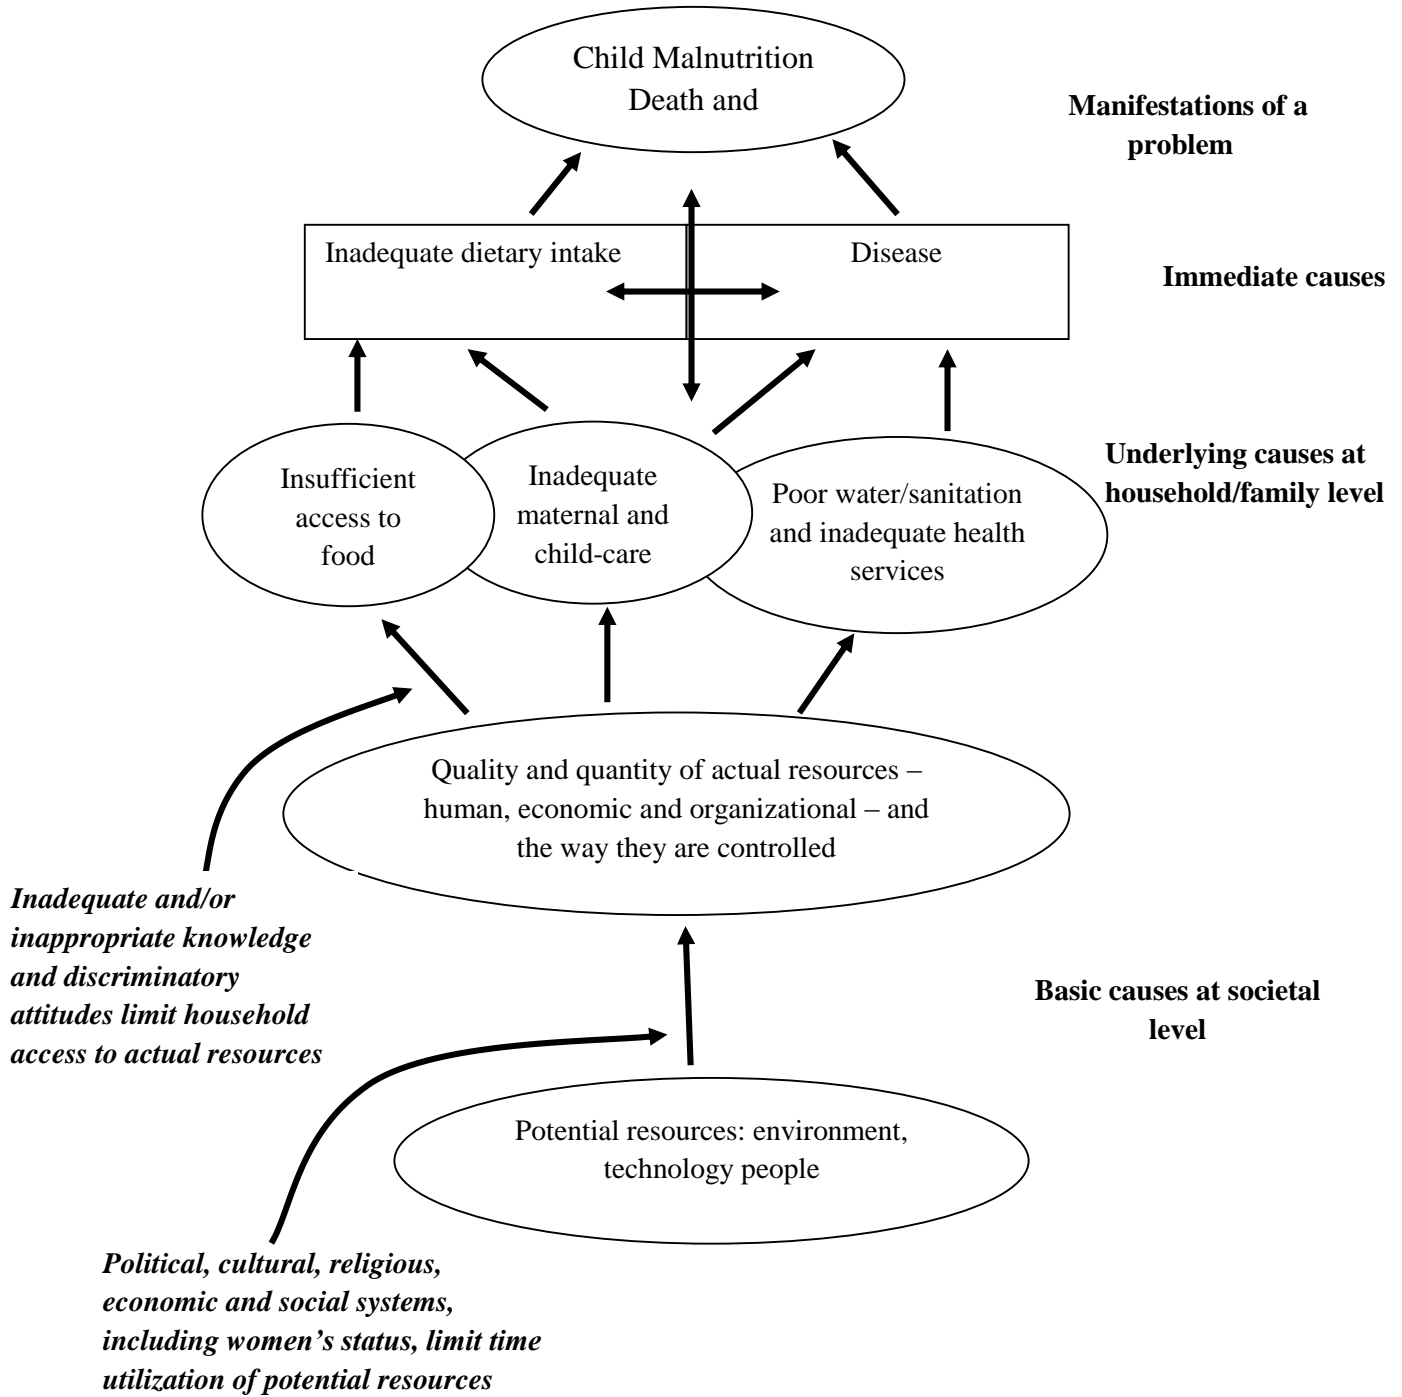 Child Malnutrition
Death and
Manifestations of a
problem
Inadequate dietary intake
Disease
Immediate causes
Insufficient
access to
food
Inadequate
maternal and
child-care
Poor water/sanitation
and inadequate health
services
Underlying causes at
household/family level
Quality and quantity of actual resources –
human, economic and organizational – and
the way they are controlled
Inadequate and/or
inappropriate knowledge
and discriminatory
attitudes limit household
access to actual resources
Basic causes at societal
level
Potential resources: environment,
technology people
Political, cultural, religious,
economic and social systems,
including women’s status, limit time
utilization of potential resources